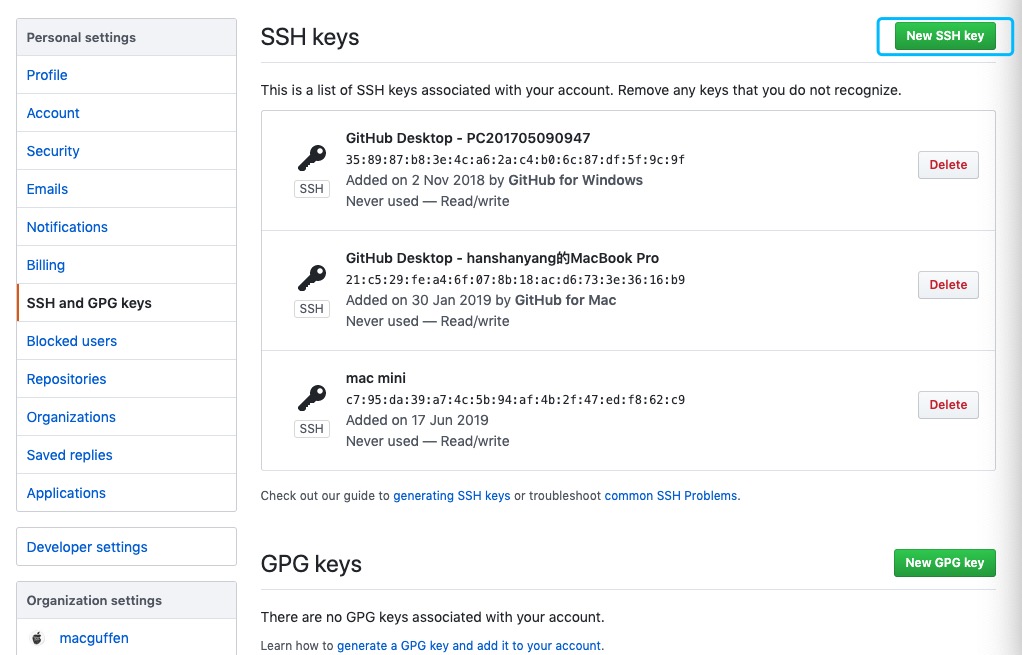 Personal settings
Profile
Account
Security
Emails
Notifications
Billing
SSH and GPG keys
Blocked users
Repositories
Organizations
Saved replies
Applications
Developer settings
Organization settings
macguffen
SSH keys
New SSH key
This is a list of SSH keys associated with your account. Remove any keys that you do not recognize.
GitHub Desktop - PC201705090947
35:89:87:b8:3e:4c:a6:2a:c4:b0:6c:87:df:5f:9c:9f
Added on 2 Nov 2018 by GitHub for Windows
Never used — Read/write
SSH
Delete
GitHub Desktop - hanshanyang的MacBook Pro
21:c5:29:fe:a4:6f:07:8b:18:ac:d6:73:3e:36:16:b9
Added on 30 Jan 2019 by GitHub for Mac
Never used — Read/write
SSH
Delete
mac mini
c7:95:da:39:a7:4c:5b:94:af:4b:2f:47:ed:f8:62:c9
Added on 17 Jun 2019
Never used — Read/write
SSH
Delete
Check out our guide to generating SSH keys or troubleshoot common SSH Problems.
GPG keys
New GPG key
There are no GPG keys associated with your account.
Learn how to generate a GPG key and add it to your account.